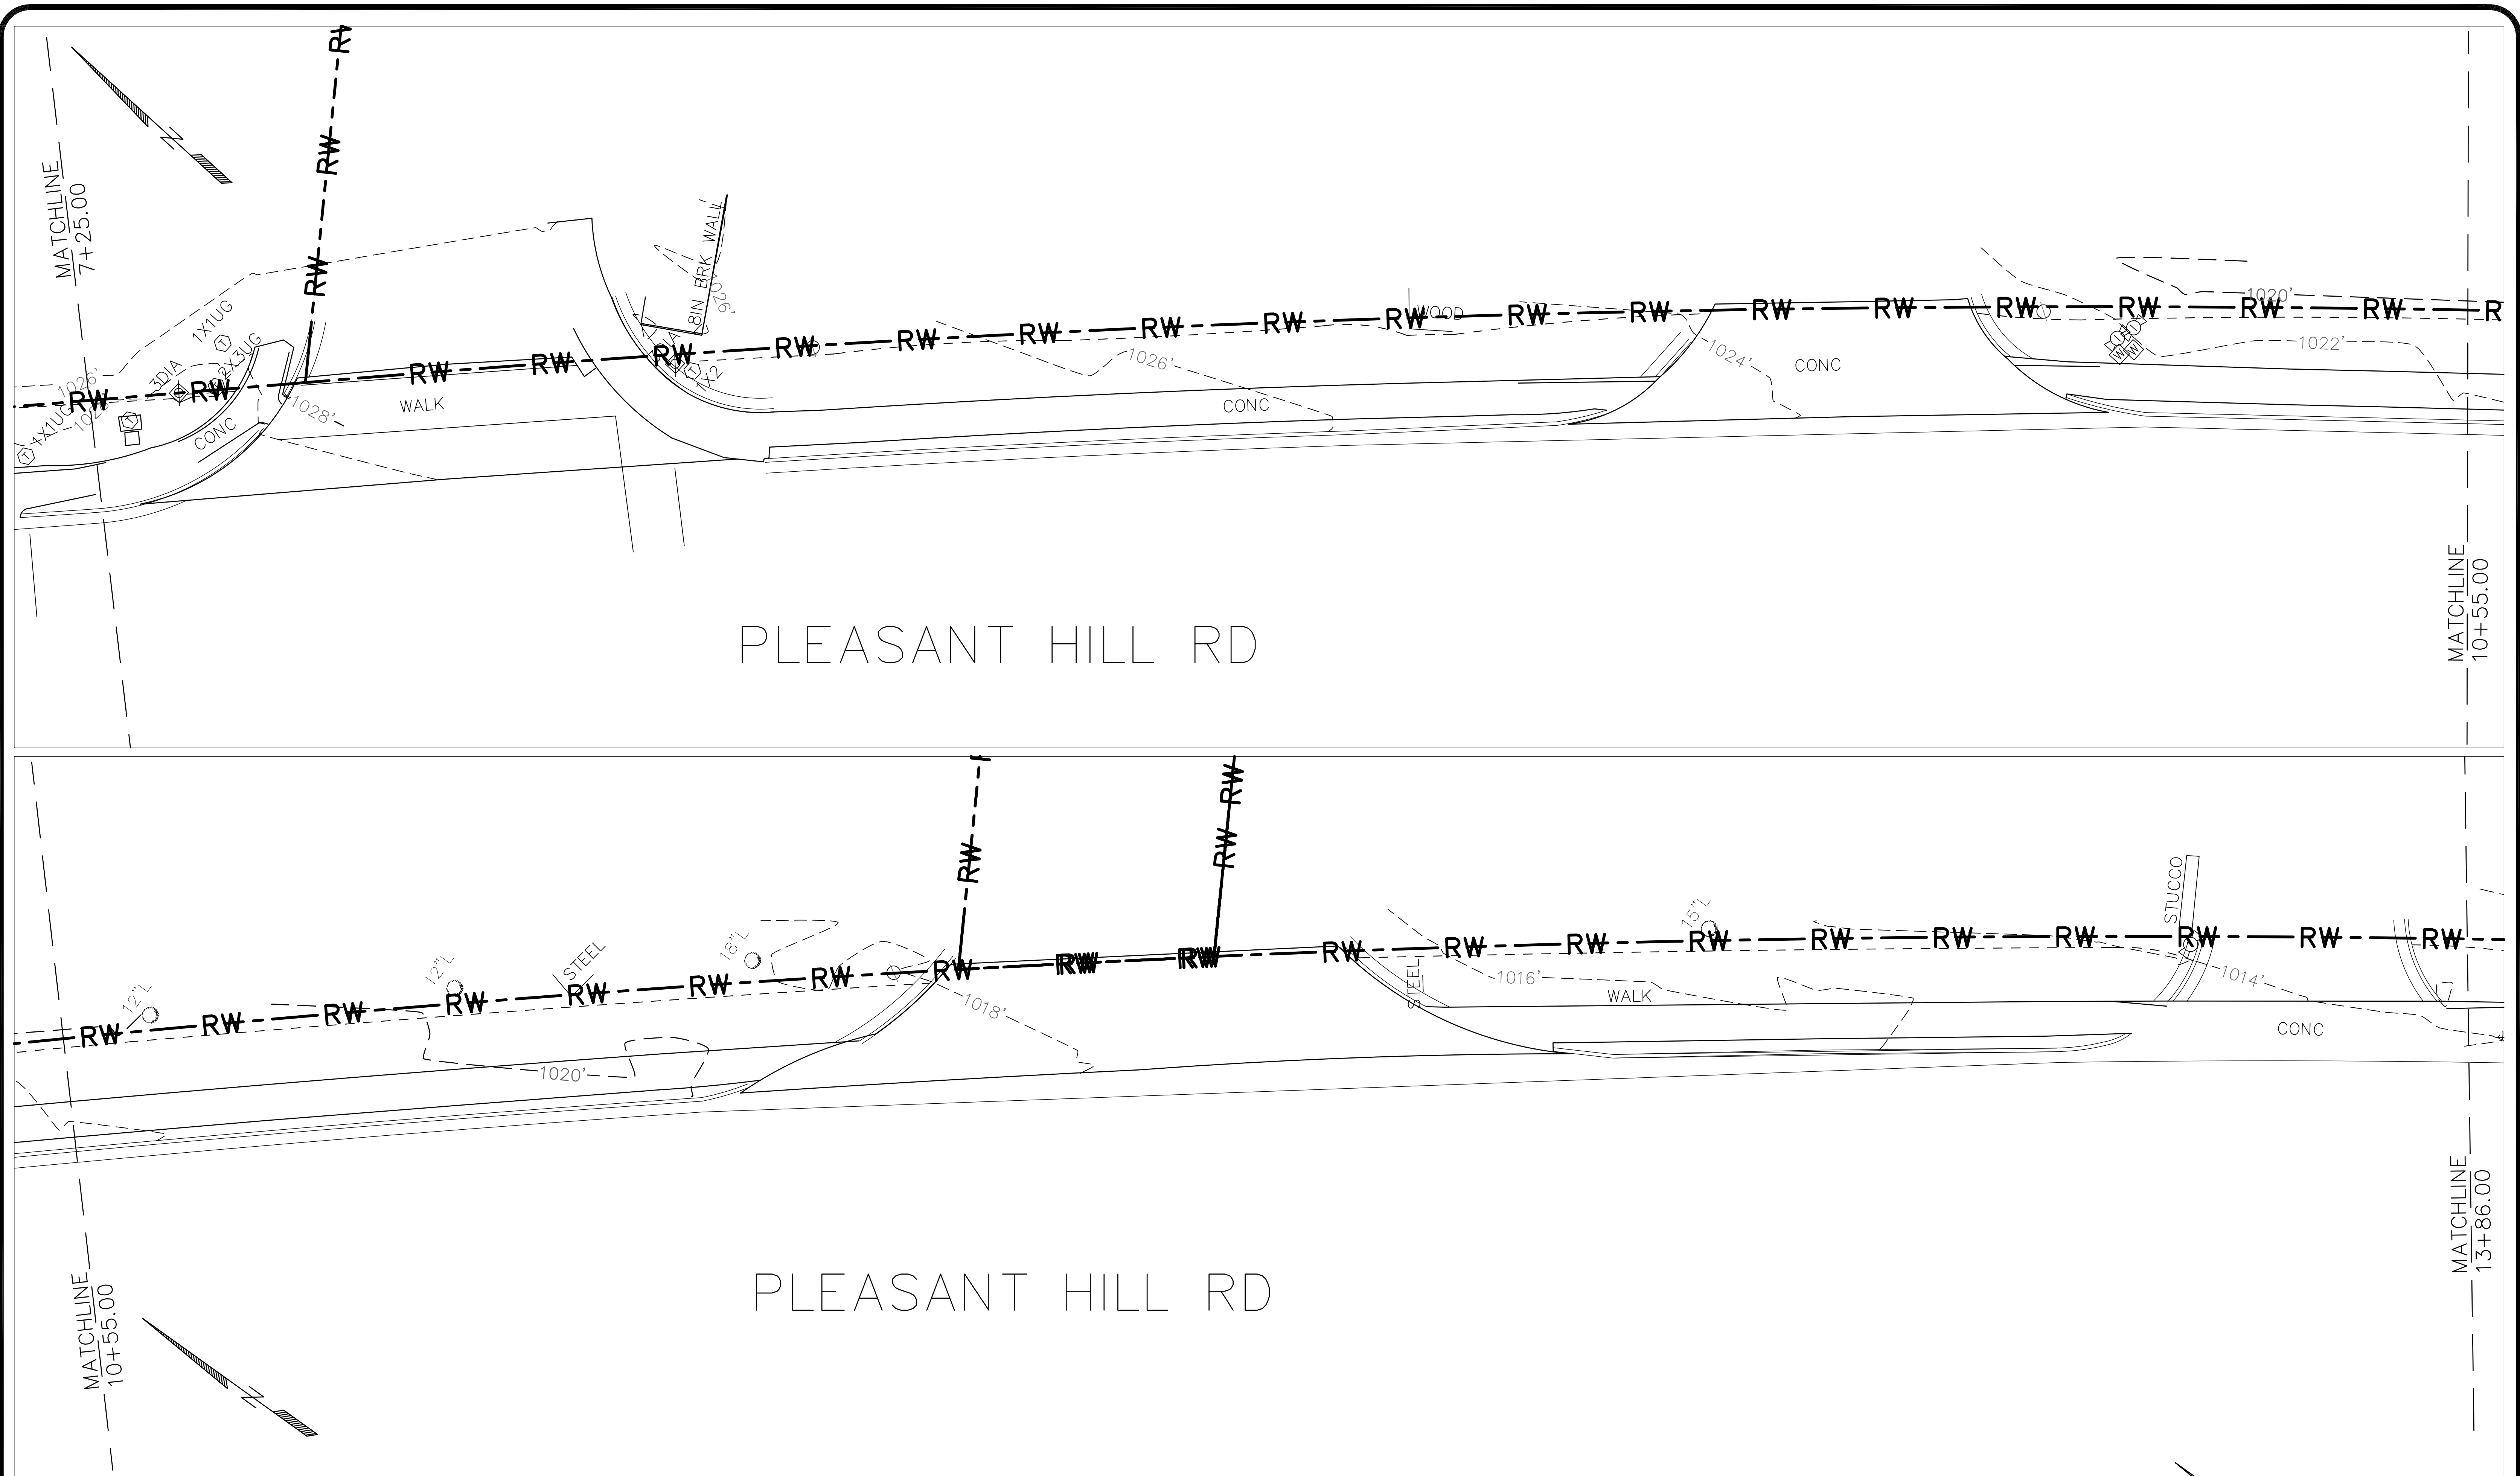 RW
RW
MATCHLINE
7+25.00
RW
1026'
1X1UG
3DIA
2X3UG
RW
RW
1X1UG
T
T
T
CONC
1028'
RW
WALK
RW
8IN BRK WALL
1026'
RW
T
1X2
RW
RW
RW
1026'
RW
RW
CONC
RW
WOOD
RW
RW
1024'
RW
CONC
RW
RW
RW
W
W
1020'
RW
1022'
RW
R
MATCHLINE
10+55.00
PLEASANT HILL RD
RW
RW
RW
RW
12"L
RW
RW
12"L
RW
STEEL
RW
18"L
RW
1020'
RW
RW
1018'
RW
RW
RW
STEEL
RW
1016'
RW
WALK
15"L
RW
RW
RW
RW
STUCCO
RW
1014'
RW
CONC
RW
MATCHLINE
13+86.00
MATCHLINE
10+55.00
PLEASANT HILL RD